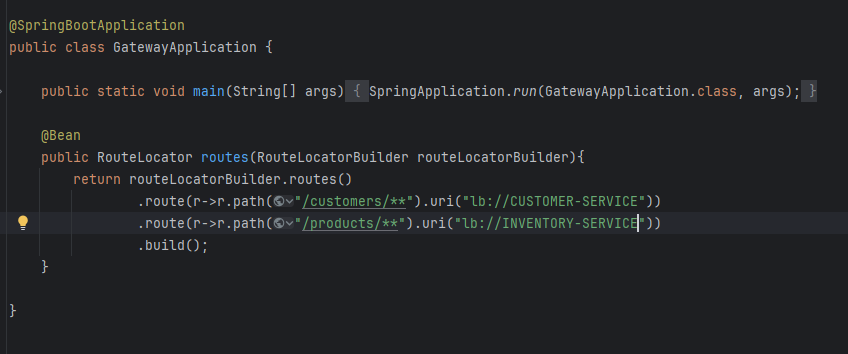 @SpringBootApplication
public class GatewayApplication {
public static void main(String[] args) { SpringApplication.run(GatewayApplication.class, args); }
@Bean
public RouteLocator routes(RouteLocatorBuilder routeLocatorBuilder){
return routeLocatorBuilder.routes()
.route(r->r.path("/customers/**").uri("lb://CUSTOMER-SERVICE"))
.route(r->r.path("/products/**").uri("lb://INVENTORY-SERVICE"))
.build();
}
}